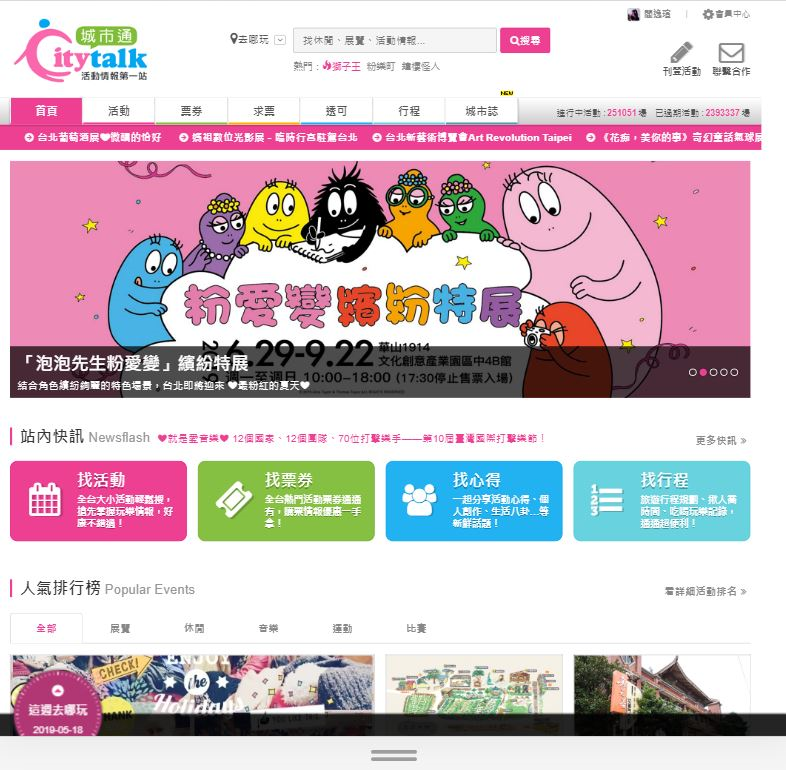 城市通
Citytalk
活動情報第一站
去哪玩
找休閒、展覽、活動情報...
搜尋
熱門：獅子王 粉樂町 鐘樓怪人
會員中心
刊登活動 聯繫合作
NEW
首頁 活動 票券 求票 透可 行程 城市誌
進行中活動 : 251051 場 已過期活動 : 2393337 場
台北葡萄酒展❤微醺的恰好 媽祖數位光影展 - 臨時行宮駐駕台北 台北新藝術博覽會Art Revolution Taipei 《花痴，美你的事》奇幻童話氣球展
粉愛變繽紛特展
6.29-9.22 華山1914
文化創意產業園區中4B館
週一至週日 10:00-18:00 (17:30停止售票入場)
「泡泡先生粉愛變」繽紛特展
結合角色繽紛絢麗的特色場景，台北即將迎來 ❤最粉紅的夏天❤
站內快訊 Newsflash ❤就是愛音樂❤ 12個國家、12個團隊、70位打擊樂手——第10屆臺灣國際打擊樂節！
更多快訊 »
找活動
全台大小活動輕鬆搜，
搶先掌握玩樂情報，好
康不錯過！
找票券
全台熱門活動票券通通
有，購票情報優惠一手
拿！
找心得
一起分享活動心得、個
人創作、生活八卦...等
新鮮話題！
1
2
3
找行程
旅遊行程規劃、揪人喬
時間、吃喝玩樂記錄，
通通超便利！
人氣排行榜 Popular Events
看詳細活動排名 »
全部 展覽 休閒 音樂 運動 比賽
CHECK!
ENJOY
the
Holidays
這週去哪玩
2019-05-18